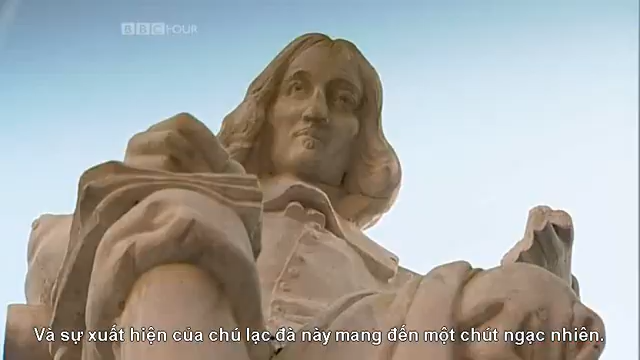 BBC FOUR
Và sự xuất hiện của chú lạc đà này mang đến một chút ngạc nhiên.